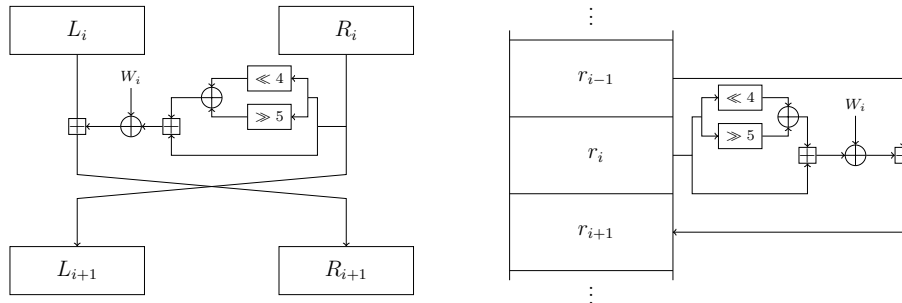 L_i R_i
W_i
≪ 4
≫ 5
L_{i+1} R_{i+1}
⋮
r_{i−1}
≪ 4
W_i
≫ 5
r_i
r_{i+1}
⋮